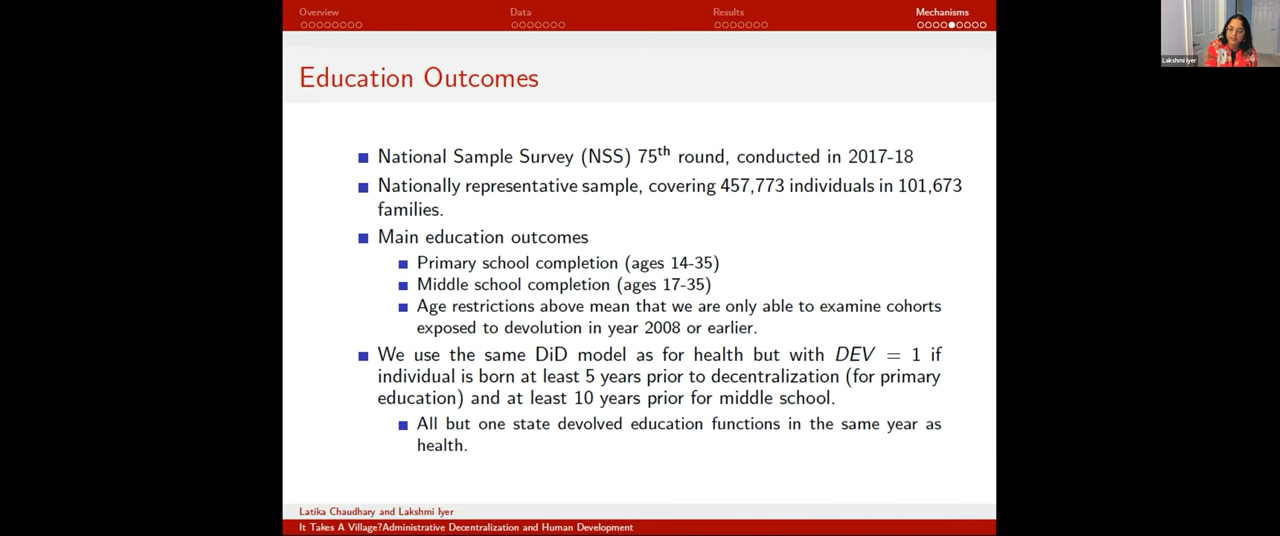 Overview Data Results Mechanisms
Lakshmi Iyer
Education Outcomes
National Sample Survey (NSS) 75th round, conducted in 2017-18
Nationally representative sample, covering 457,773 individuals in 101,673
families.
Main education outcomes
Primary school completion (ages 14-35)
Middle school completion (ages 17-35)
Age restrictions above mean that we are only able to examine cohorts
exposed to devolution in year 2008 or earlier.
We use the same DiD model as for health but with DEV = 1 if
individual is born at least 5 years prior to decentralization (for primary
education) and at least 10 years prior for middle school.
All but one state devolved education functions in the same year as
health.
Latika Chaudhary and Lakshmi Iyer
It Takes A Village?Administrative Decentralization and Human Development